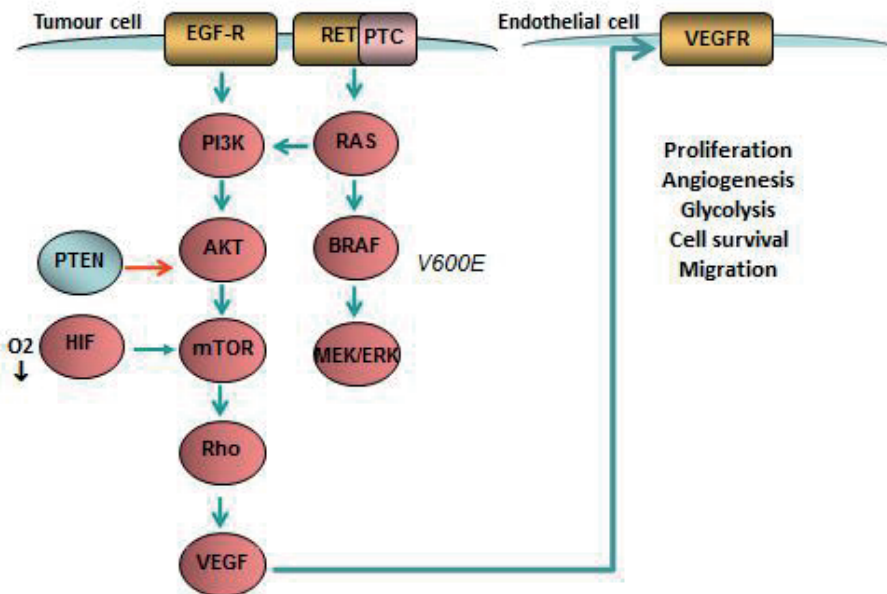 Tumour cell
Endothelial cell
EGF-R
RET
PTC
VEGFR
PI3K
RAS
Proliferation
Angiogenesis
Glycolysis
Cell survival
Migration
PTEN
AKT
BRAF
V600E
O2
↓
HIF
mTOR
MEK/ERK
Rho
VEGF